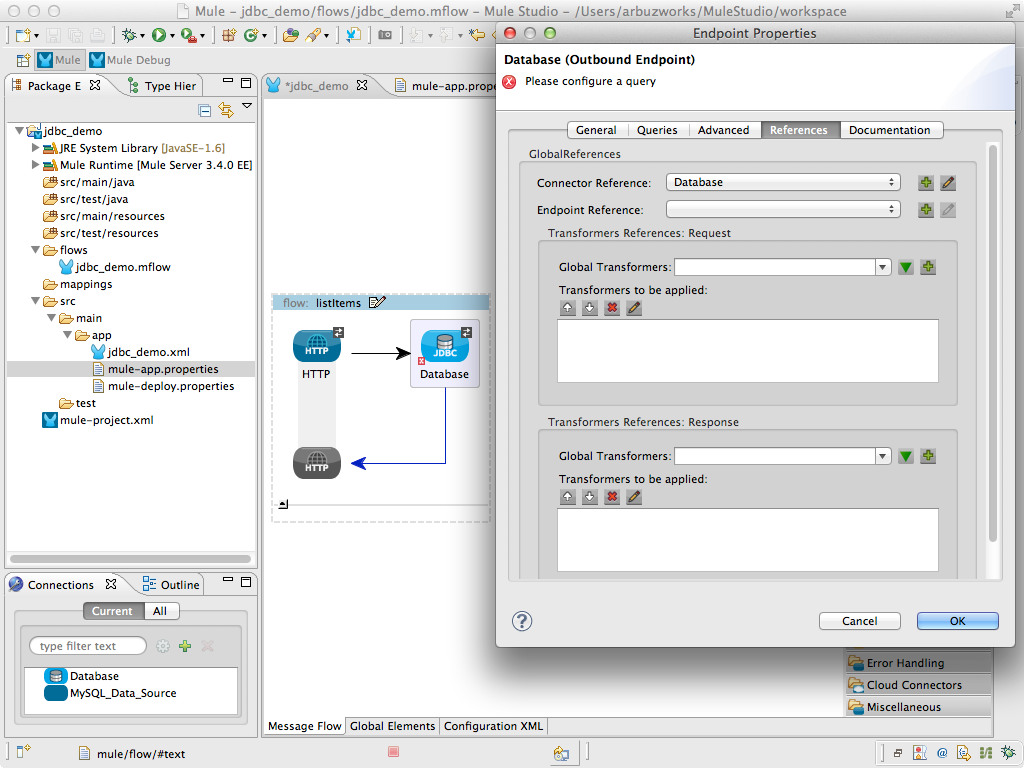 Mule - jdbc_demo/flows/jdbc_demo.mflow - Mule Studio - /Users/arbuzworks/MuleStudio/workspace
Mule
Mule Debug
Package E
Type Hier
jdbc_demo
JRE System Library [JavaSE-1.6]
Mule Runtime [Mule Server 3.4.0 EE]
src/main/java
src/test/java
src/main/resources
src/test/resources
flows
jdbc_demo.mflow
mappings
src
main
app
jdbc_demo.xml
mule-app.properties
mule-deploy.properties
test
mule-project.xml
Connections
Outline
Current
All
type filter text
Database
MySQL_Data_Source
*jdbc_demo
mule-app.prope
flow: listItems
HTTP
HTTP
JDBC
Database
HTTP
Message Flow
Global Elements
Configuration XML
Endpoint Properties
Database (Outbound Endpoint)
Please configure a query
General
Queries
Advanced
References
Documentation
GlobalReferences
Connector Reference:
Database
Endpoint Reference:
Transformers References: Request
Global Transformers:
Transformers to be applied:
Transformers References: Response
Global Transformers:
Transformers to be applied:
?
Cancel
OK
Error Handling
Cloud Connectors
Miscellaneous
mule/flow/#text